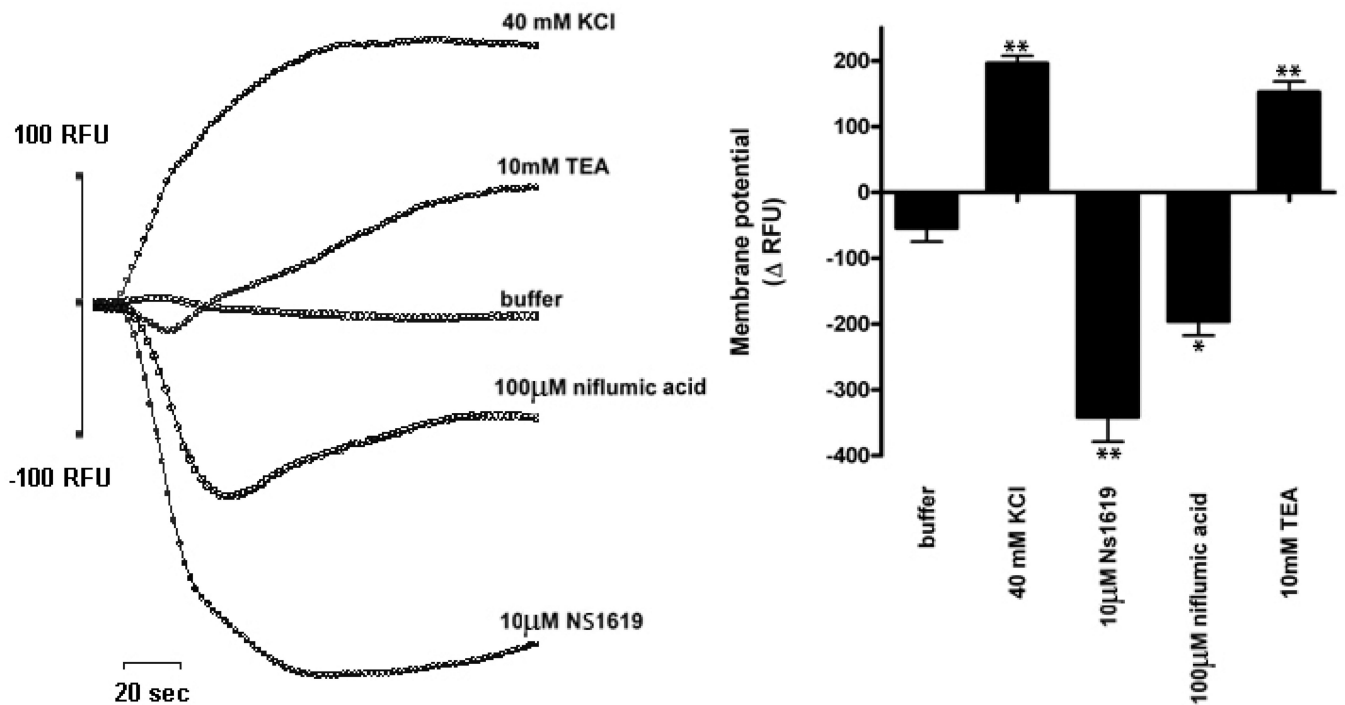 40 mM KCl
100 RFU
10mM TEA
buffer
100µM niflumic acid
-100 RFU
10µM NS1619
20 sec
Membrane potential
(Δ RFU)
200
100
0
-100
-200
-300
-400
**
**
**
*
buffer
40 mM KCl
10µM Ns1619
100µM niflumic acid
10mM TEA